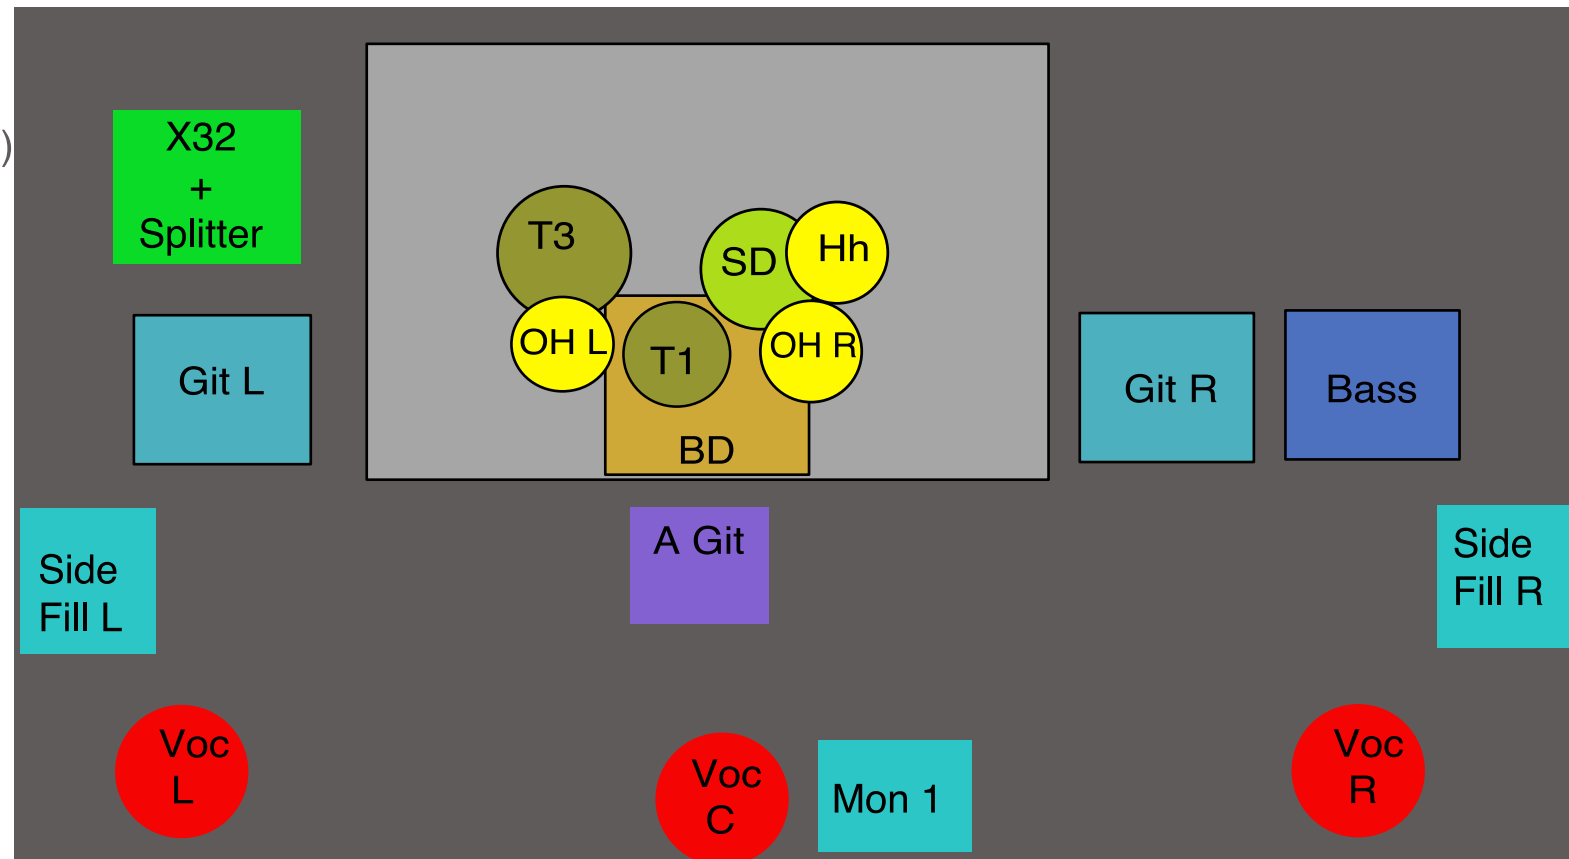 )
X32
+
Splitter
T3
SD
Hh
OH L
T1
OH R
BD
Git L
Git R
Bass
A Git
Side
Fill L
Side
Fill R
Voc
L
Voc
C
Mon 1
Voc
R